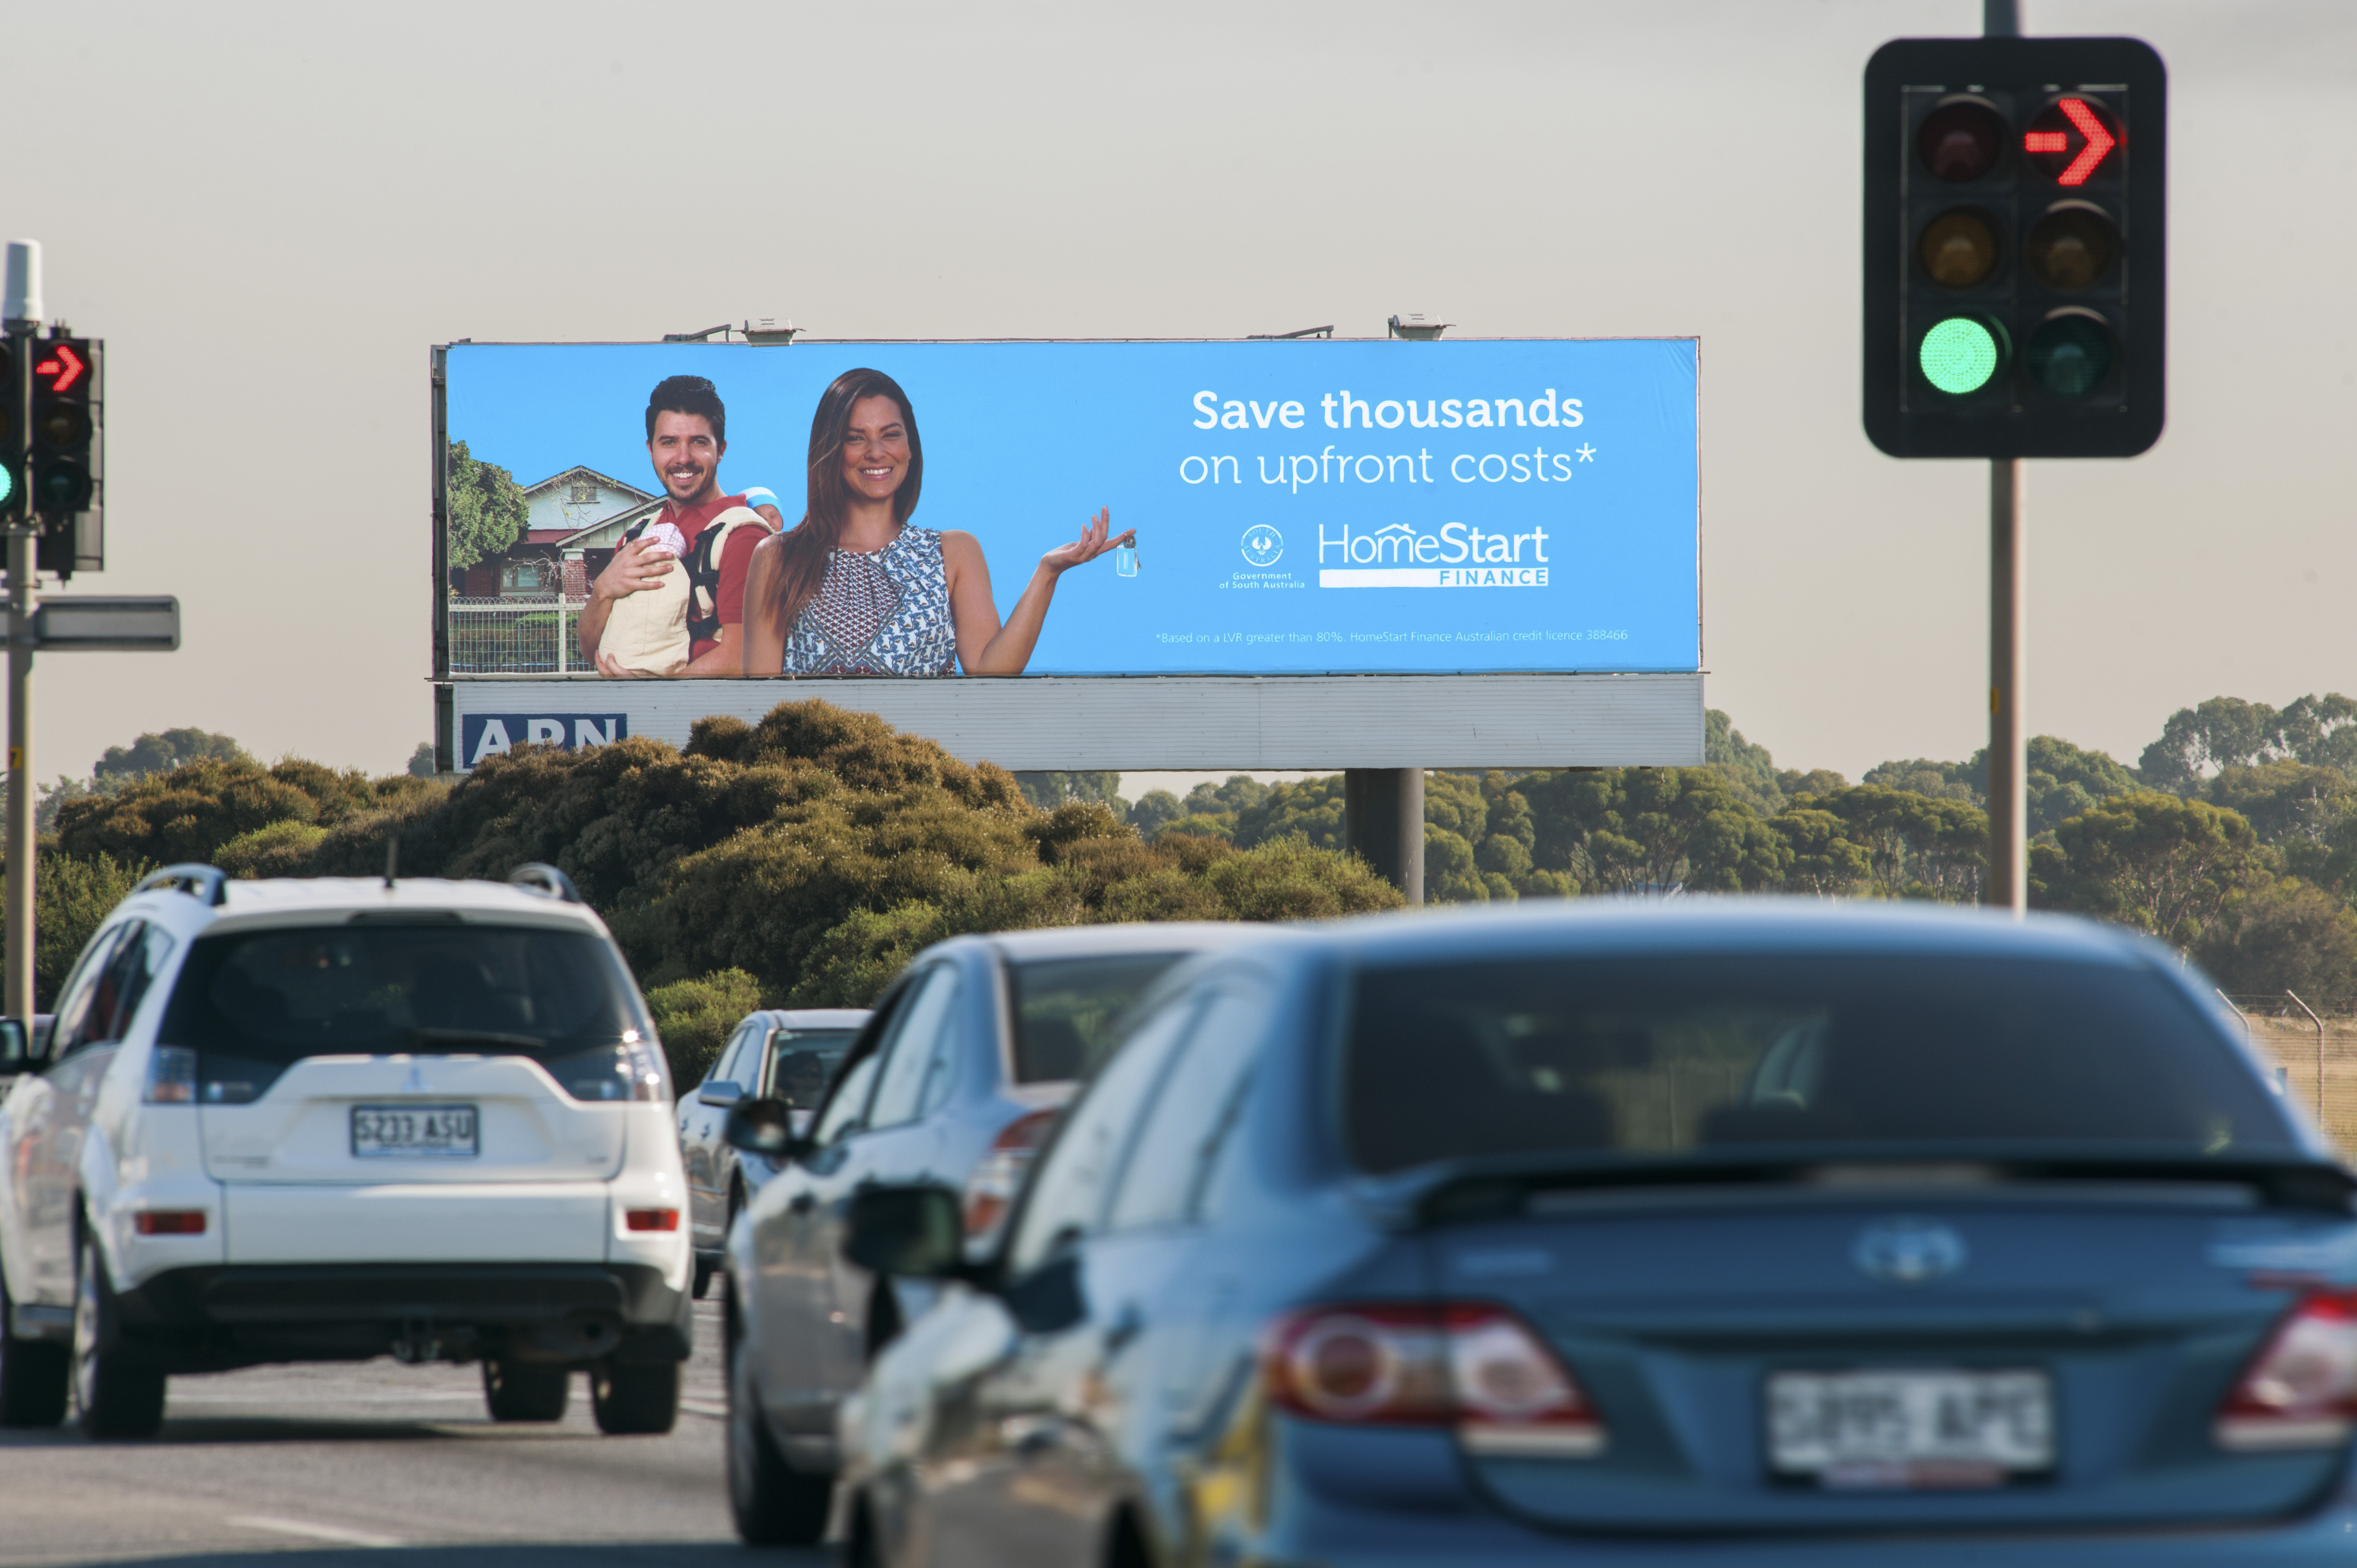 Save thousands
on upfront costs*
Government
of South Australia
HomeStart
FINANCE
*Based on a LVR greater than 80%. HomeStart Finance Australian credit licence 388466
APN
S233 ASU